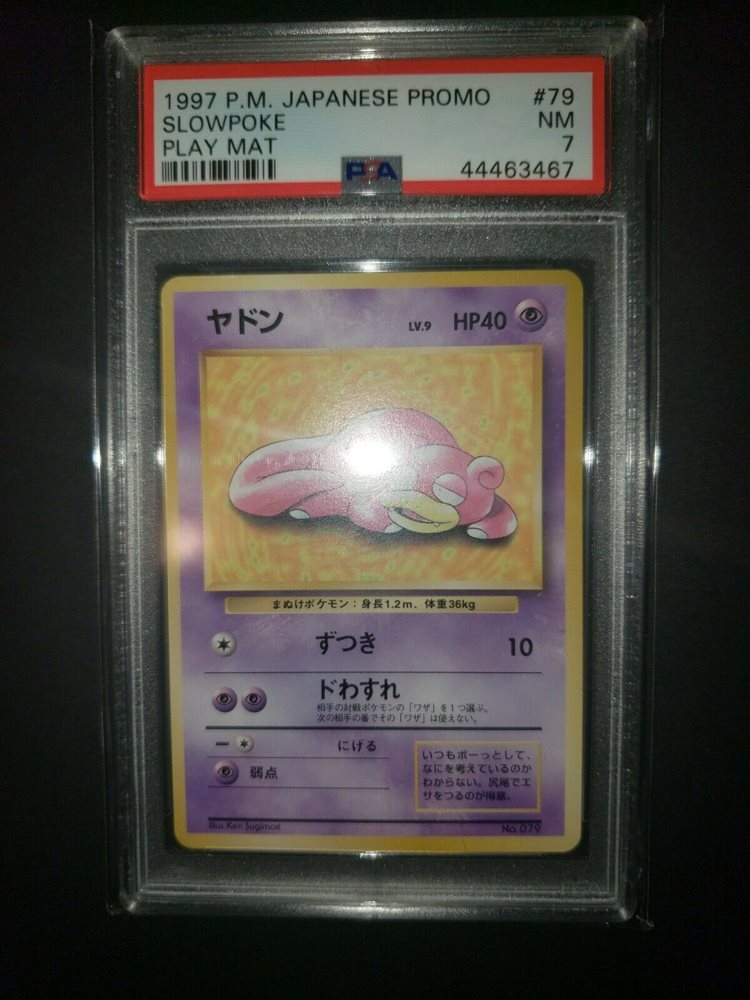 1997 P.M. JAPANESE PROMO #79
SLOWPOKE NM
PLAY MAT 7
PSA 44463467
ヤドン LV.9 HP40
まぬけポケモン：身長1.2m、体重36kg
ずつき 10
ドわすれ
相手の対戦ポケモンの「ワザ」を1つ選ぶ。
次の相手の番でその「ワザ」は使えない。
にげる
弱点
いつもボーっとして、
なにを考えているのか
わからない。尻尾でエ
サをつるのが得意。
Illus. Ken Sugimori No. 079